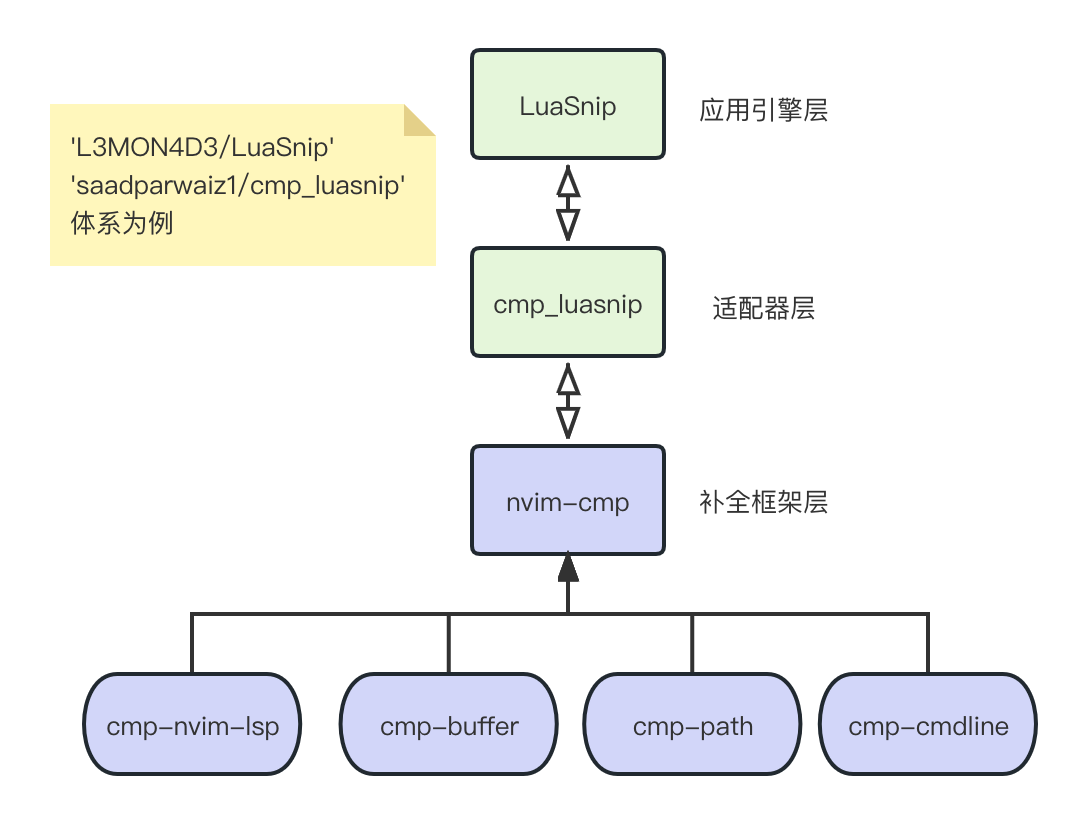 LuaSnip
应用引擎层
'L3MON4D3/LuaSnip'
'saadparwaiz1/cmp_luasnip'
体系为例
cmp_luasnip
适配器层
nvim-cmp
补全框架层
cmp-nvim-lsp
cmp-buffer
cmp-path
cmp-cmdline